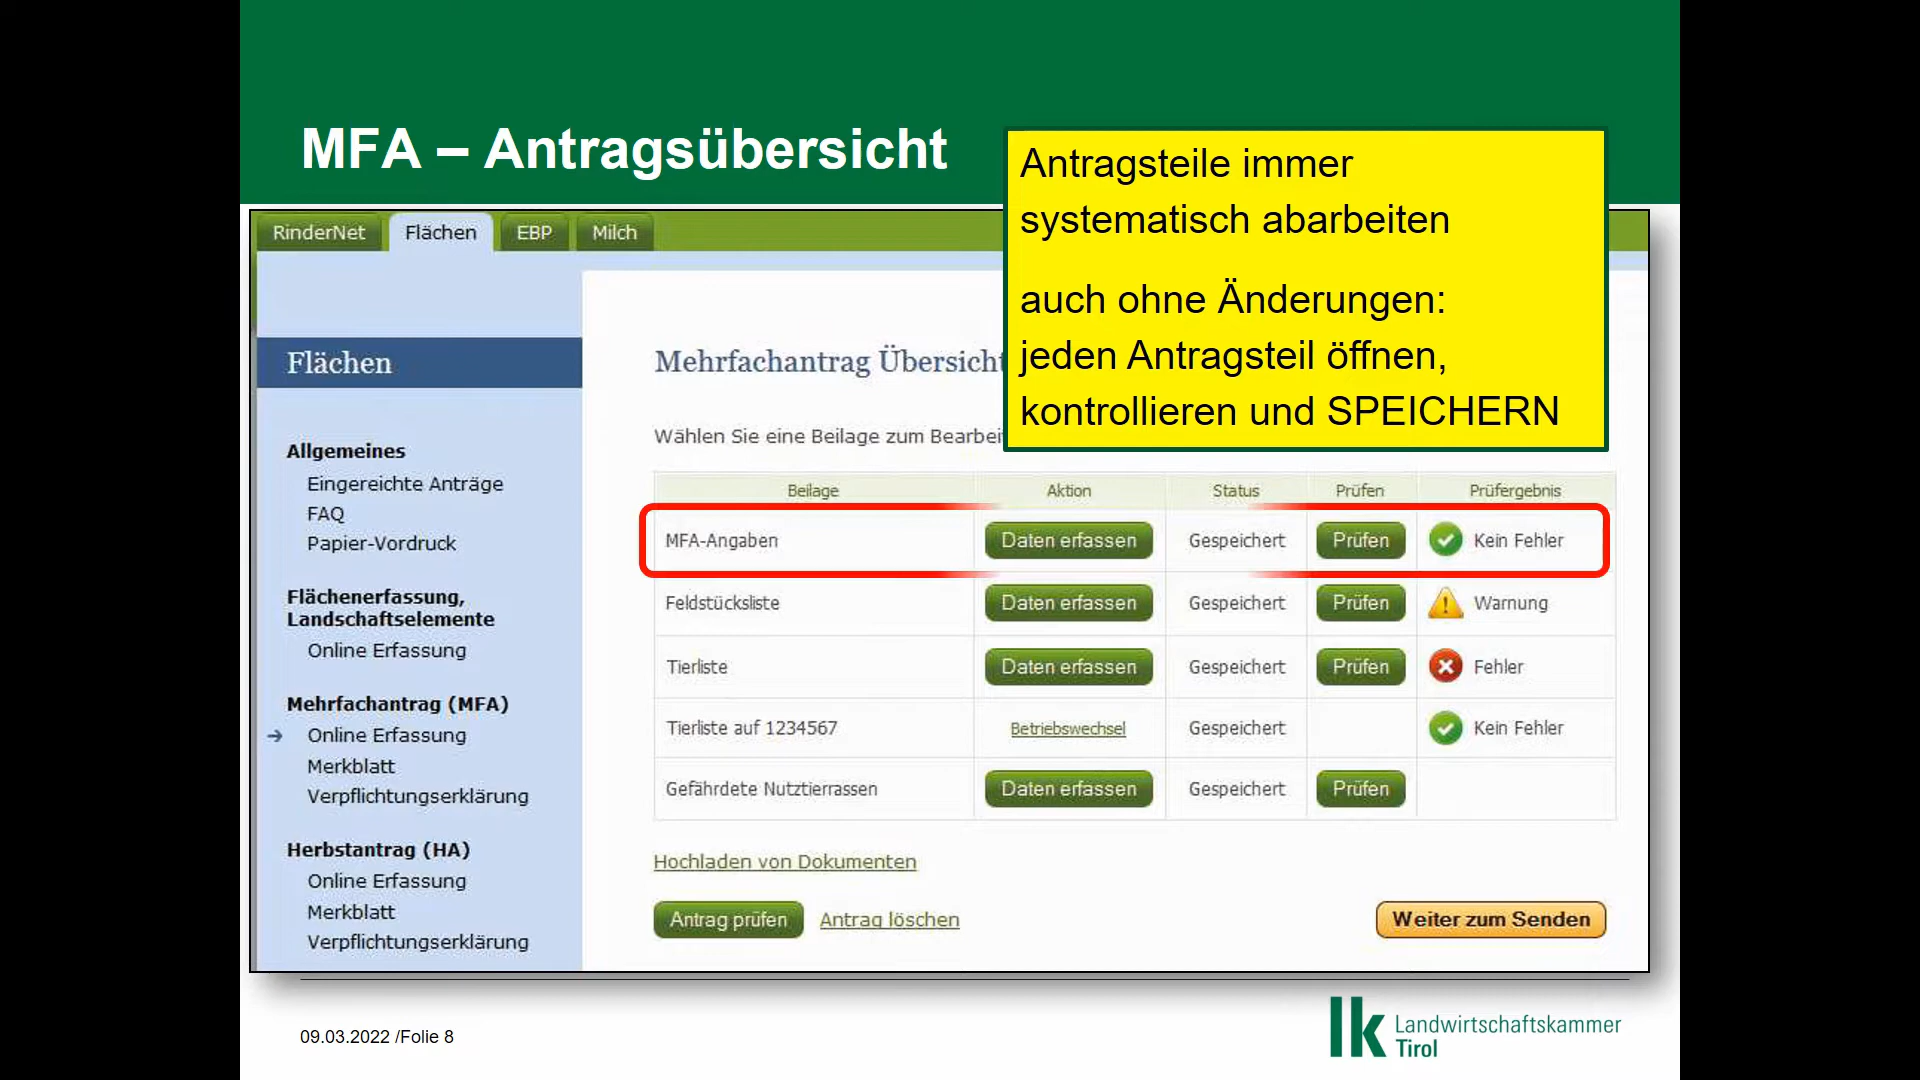 MFA – Antragsübersicht
Antragsteile immer
systematisch abarbeiten
auch ohne Änderungen:
jeden Antragsteil öffnen,
kontrollieren und SPEICHERN
RinderNet Flächen EBP Milch
Flächen
Allgemeines
Eingereichte Anträge
FAQ
Papier-Vordruck
Flächenerfassung,
Landschaftselemente
Online Erfassung
Mehrfachantrag (MFA)
Online Erfassung
Merkblatt
Verpflichtungserklärung
Herbstantrag (HA)
Online Erfassung
Merkblatt
Verpflichtungserklärung
Mehrfachantrag Übersicht
Wählen Sie eine Beilage zum
Beilage Aktion Status Prüfen Prüfergebnis
MFA-Angaben Daten erfassen Gespeichert Prüfen Kein Fehler
Feldstücksliste Daten erfassen Gespeichert Prüfen Warnung
Tierliste Daten erfassen Gespeichert Prüfen Fehler
Tierliste auf 1234567 Betriebswechsel Gespeichert Kein Fehler
Gefährdete Nutztierrassen Daten erfassen Gespeichert Prüfen
Hochladen von Dokumenten
Antrag prüfen Antrag löschen Weiter zum Senden
09.03.2022 /Folie 8
lk Landwirtschaftskammer
Tirol